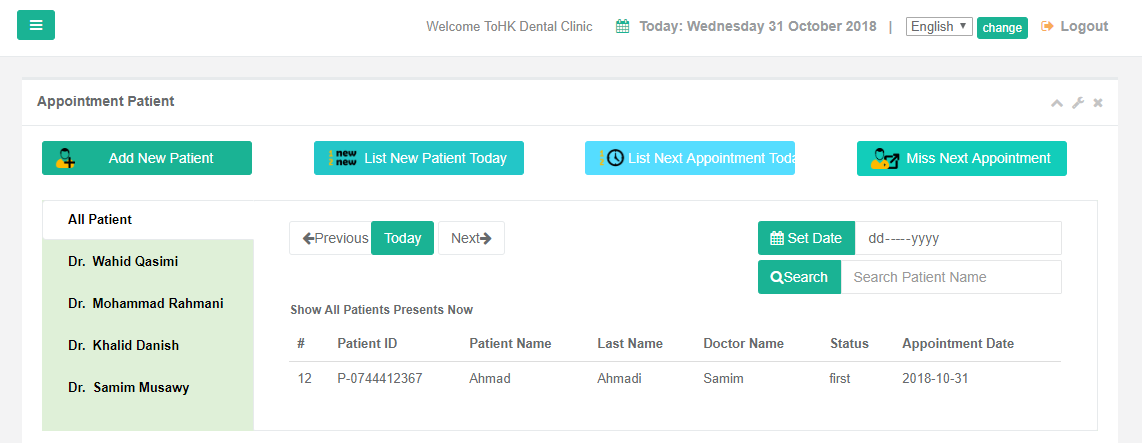 Welcome ToHK Dental Clinic Today: Wednesday 31 October 2018 | English change Logout
Appointment Patient
Add New Patient
new
new
List New Patient Today
List Next Appointment Toda
Miss Next Appointment
All Patient
Dr. Wahid Qasimi
Dr. Mohammad Rahmani
Dr. Khalid Danish
Dr. Samim Musawy
Previous Today Next
Set Date dd-----yyyy
Search Search Patient Name
Show All Patients Presents Now
# Patient ID Patient Name Last Name Doctor Name Status Appointment Date
12 P-0744412367 Ahmad Ahmadi Samim first 2018-10-31